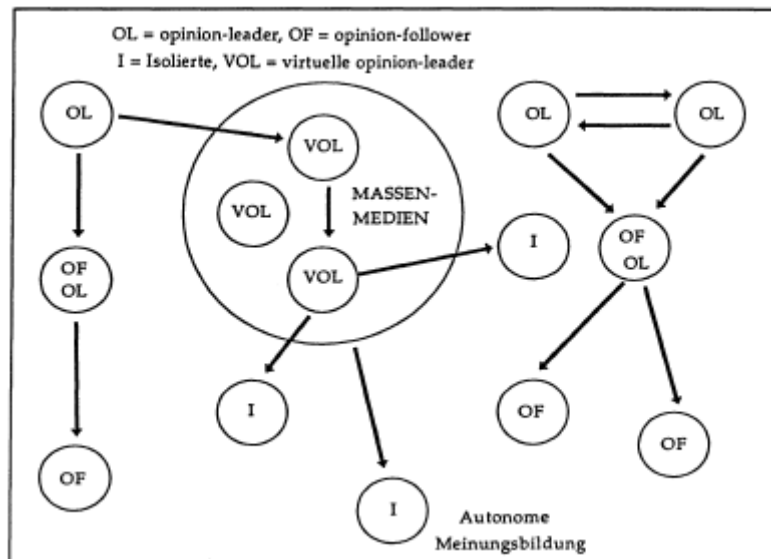 OL = opinion-leader, OF = opinion-follower
I = Isolierte, VOL = virtuelle opinion-leader
OL
VOL
OL
OL
VOL
MASSEN-
MEDIEN
I
OF
OL
OF
OL
VOL
I
OF
OF
OF
I
Autonome
Meinungsbildung